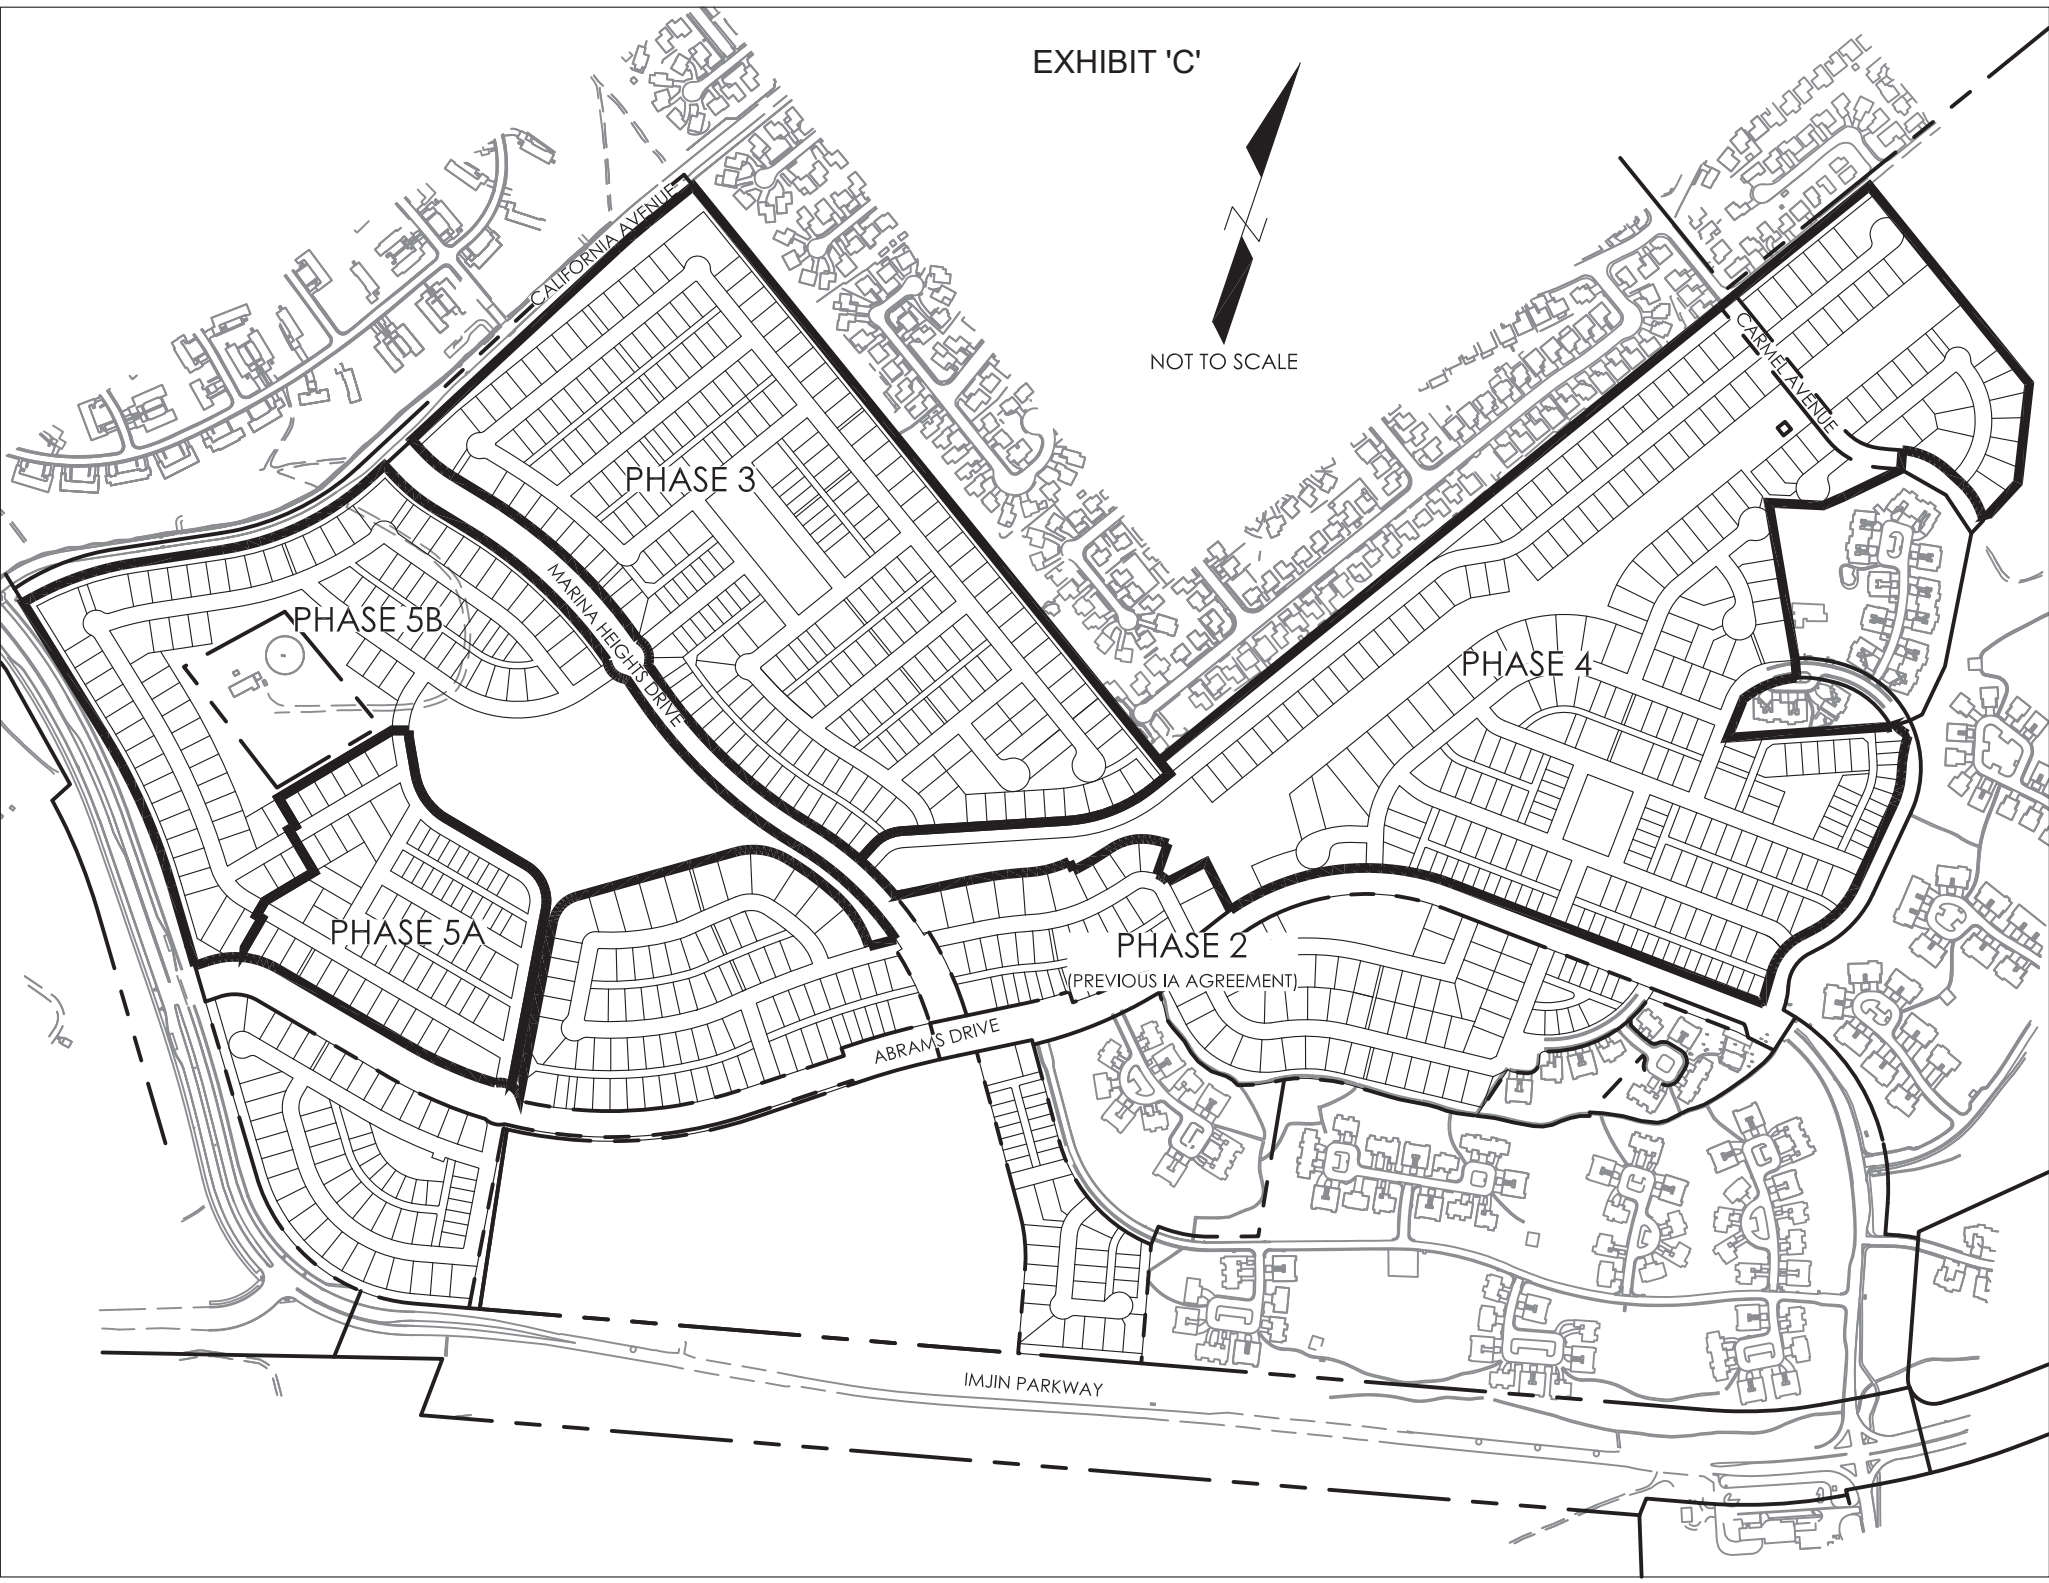 EXHIBIT 'C'
NOT TO SCALE
CALIFORNIA AVENUE
CARMEL AVENUE
PHASE 3
MARINA HEIGHTS DRIVE
PHASE 5B
PHASE 4
PHASE 5A
PHASE 2
(PREVIOUS IA AGREEMENT)
ABRAMS DRIVE
IMJIN PARKWAY